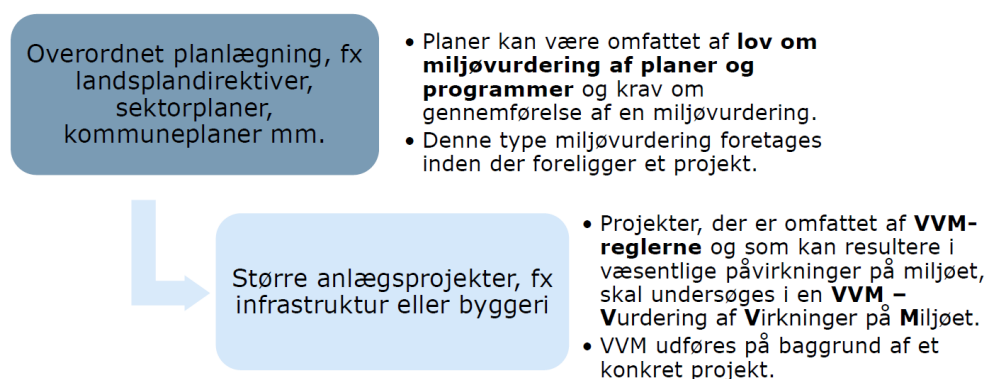 Overordnet planlægning, fx
landsplandirektiver,
sektorplaner,
kommuneplaner mm.
• Planer kan være omfattet af lov om
miljøvurdering af planer og
programmer og krav om
gennemførelse af en miljøvurdering.
• Denne type miljøvurdering foretages
inden der foreligger et projekt.
Større anlægsprojekter, fx
infrastruktur eller byggeri
• Projekter, der er omfattet af VVM-
reglerne og som kan resultere i
væsentlige påvirkninger på miljøet,
skal undersøges i en VVM –
Vurdering af Virkninger på Miljøet.
• VVM udføres på baggrund af et
konkret projekt.